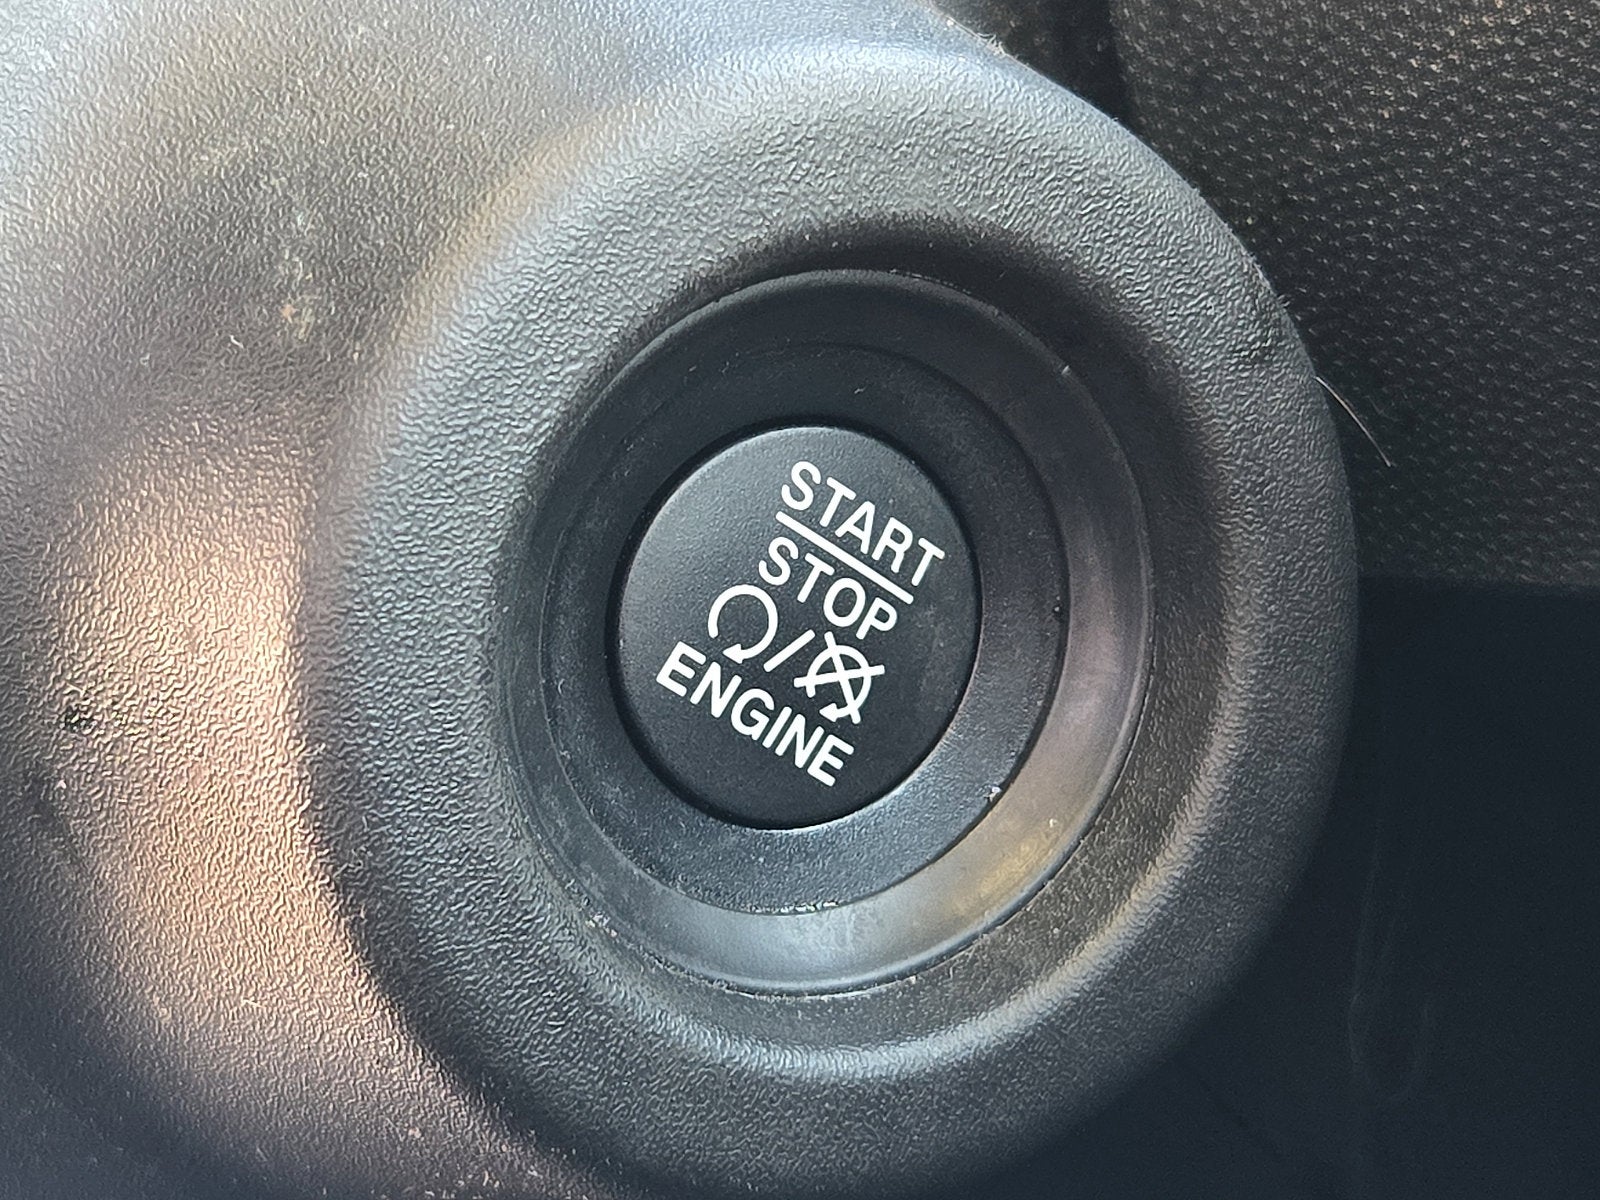 START
STOP
/
ENGINE